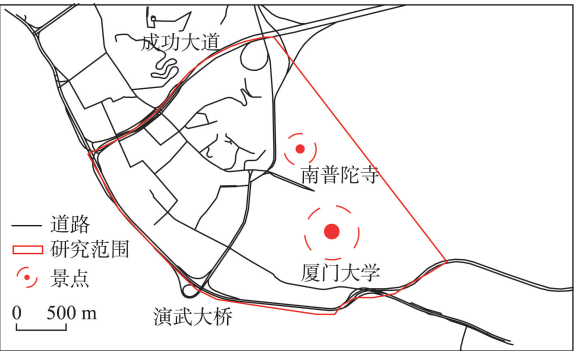 成功大道
南普陀寺
厦门大学
演武大桥
道路
研究范围
景点
0 500 m